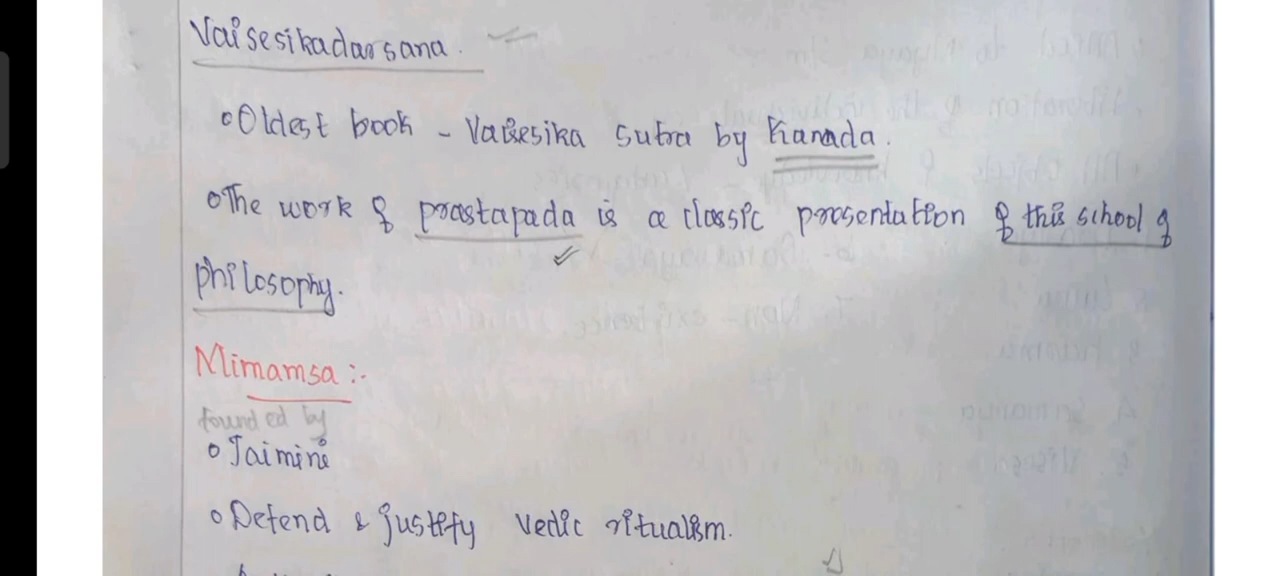 Vaisesikadarsana.
Oldest book - Vaisesika Sutra by Kanada.
The work of prastapada is a classic presentation of this school of
philosophy.
Mimamsa :-
founded by
Jaimini
Defend & justify vedic ritualism.